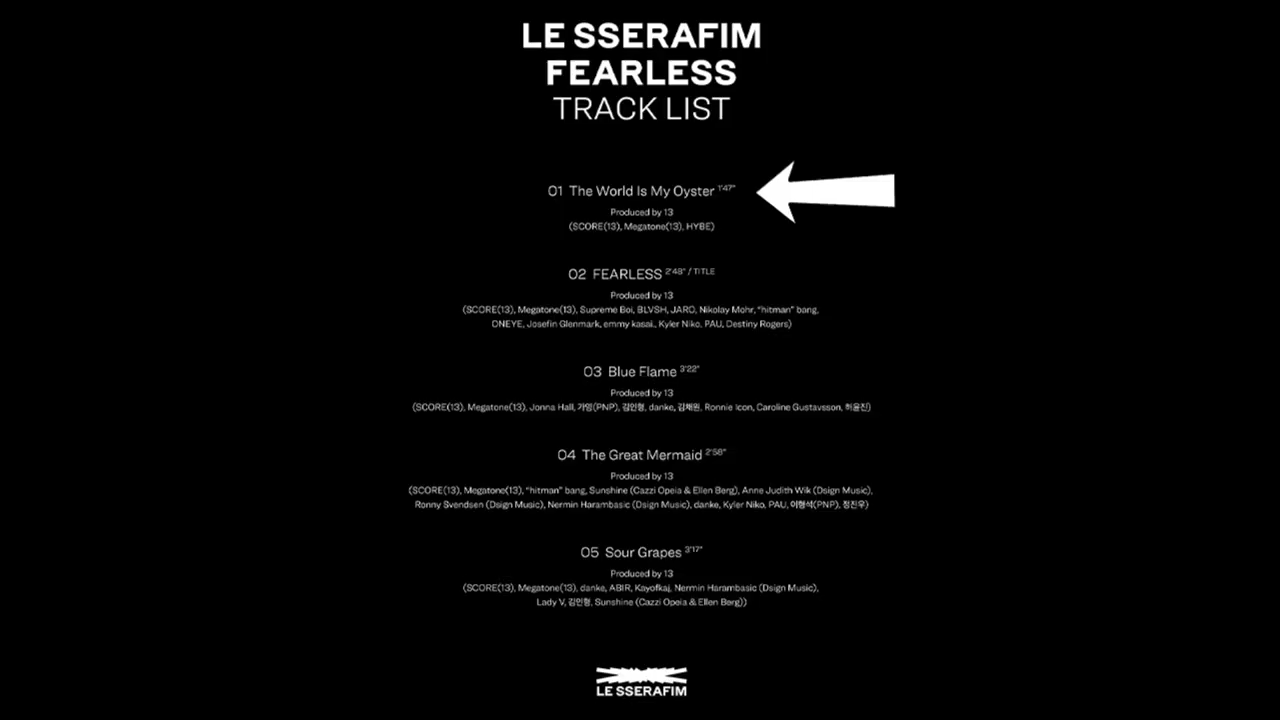 LE SSERAFIM
FEARLESS
TRACK LIST
01 The World Is My Oyster 1'47"
Produced by 13
(SCORE(13), Megatone(13), HYBE)
02 FEARLESS 2'48" / TITLE
Produced by 13
(SCORE(13), Megatone(13), Supreme Boi, BLVSH, JARO, Nikolay Mohr, "hitman" bang,
ONEYE, Josefin Glenmark, emmy kasai., Kyler Niko, PAU, Destiny Rogers)
03 Blue Flame 3'22"
Produced by 13
(SCORE(13), Megatone(13), Jonna Hall, 가영(PNP), 김인형, danke, 김채원, Ronnie Icon, Caroline Gustavsson, 허윤진)
04 The Great Mermaid 2'58"
Produced by 13
(SCORE(13), Megatone(13), "hitman" bang, Sunshine (Cazzi Opeia & Ellen Berg), Anne Judith Wik (Dsign Music),
Ronny Svendsen (Dsign Music), Nermin Harambasic (Dsign Music), danke, Kyler Niko, PAU, 이형석(PNP), 정진우)
05 Sour Grapes 3'17"
Produced by 13
(SCORE(13), Megatone(13), danke, ABIR, Kayofkaj, Nermin Harambasic (Dsign Music),
Lady V, 김인형, Sunshine (Cazzi Opeia & Ellen Berg))
LE SSERAFIM